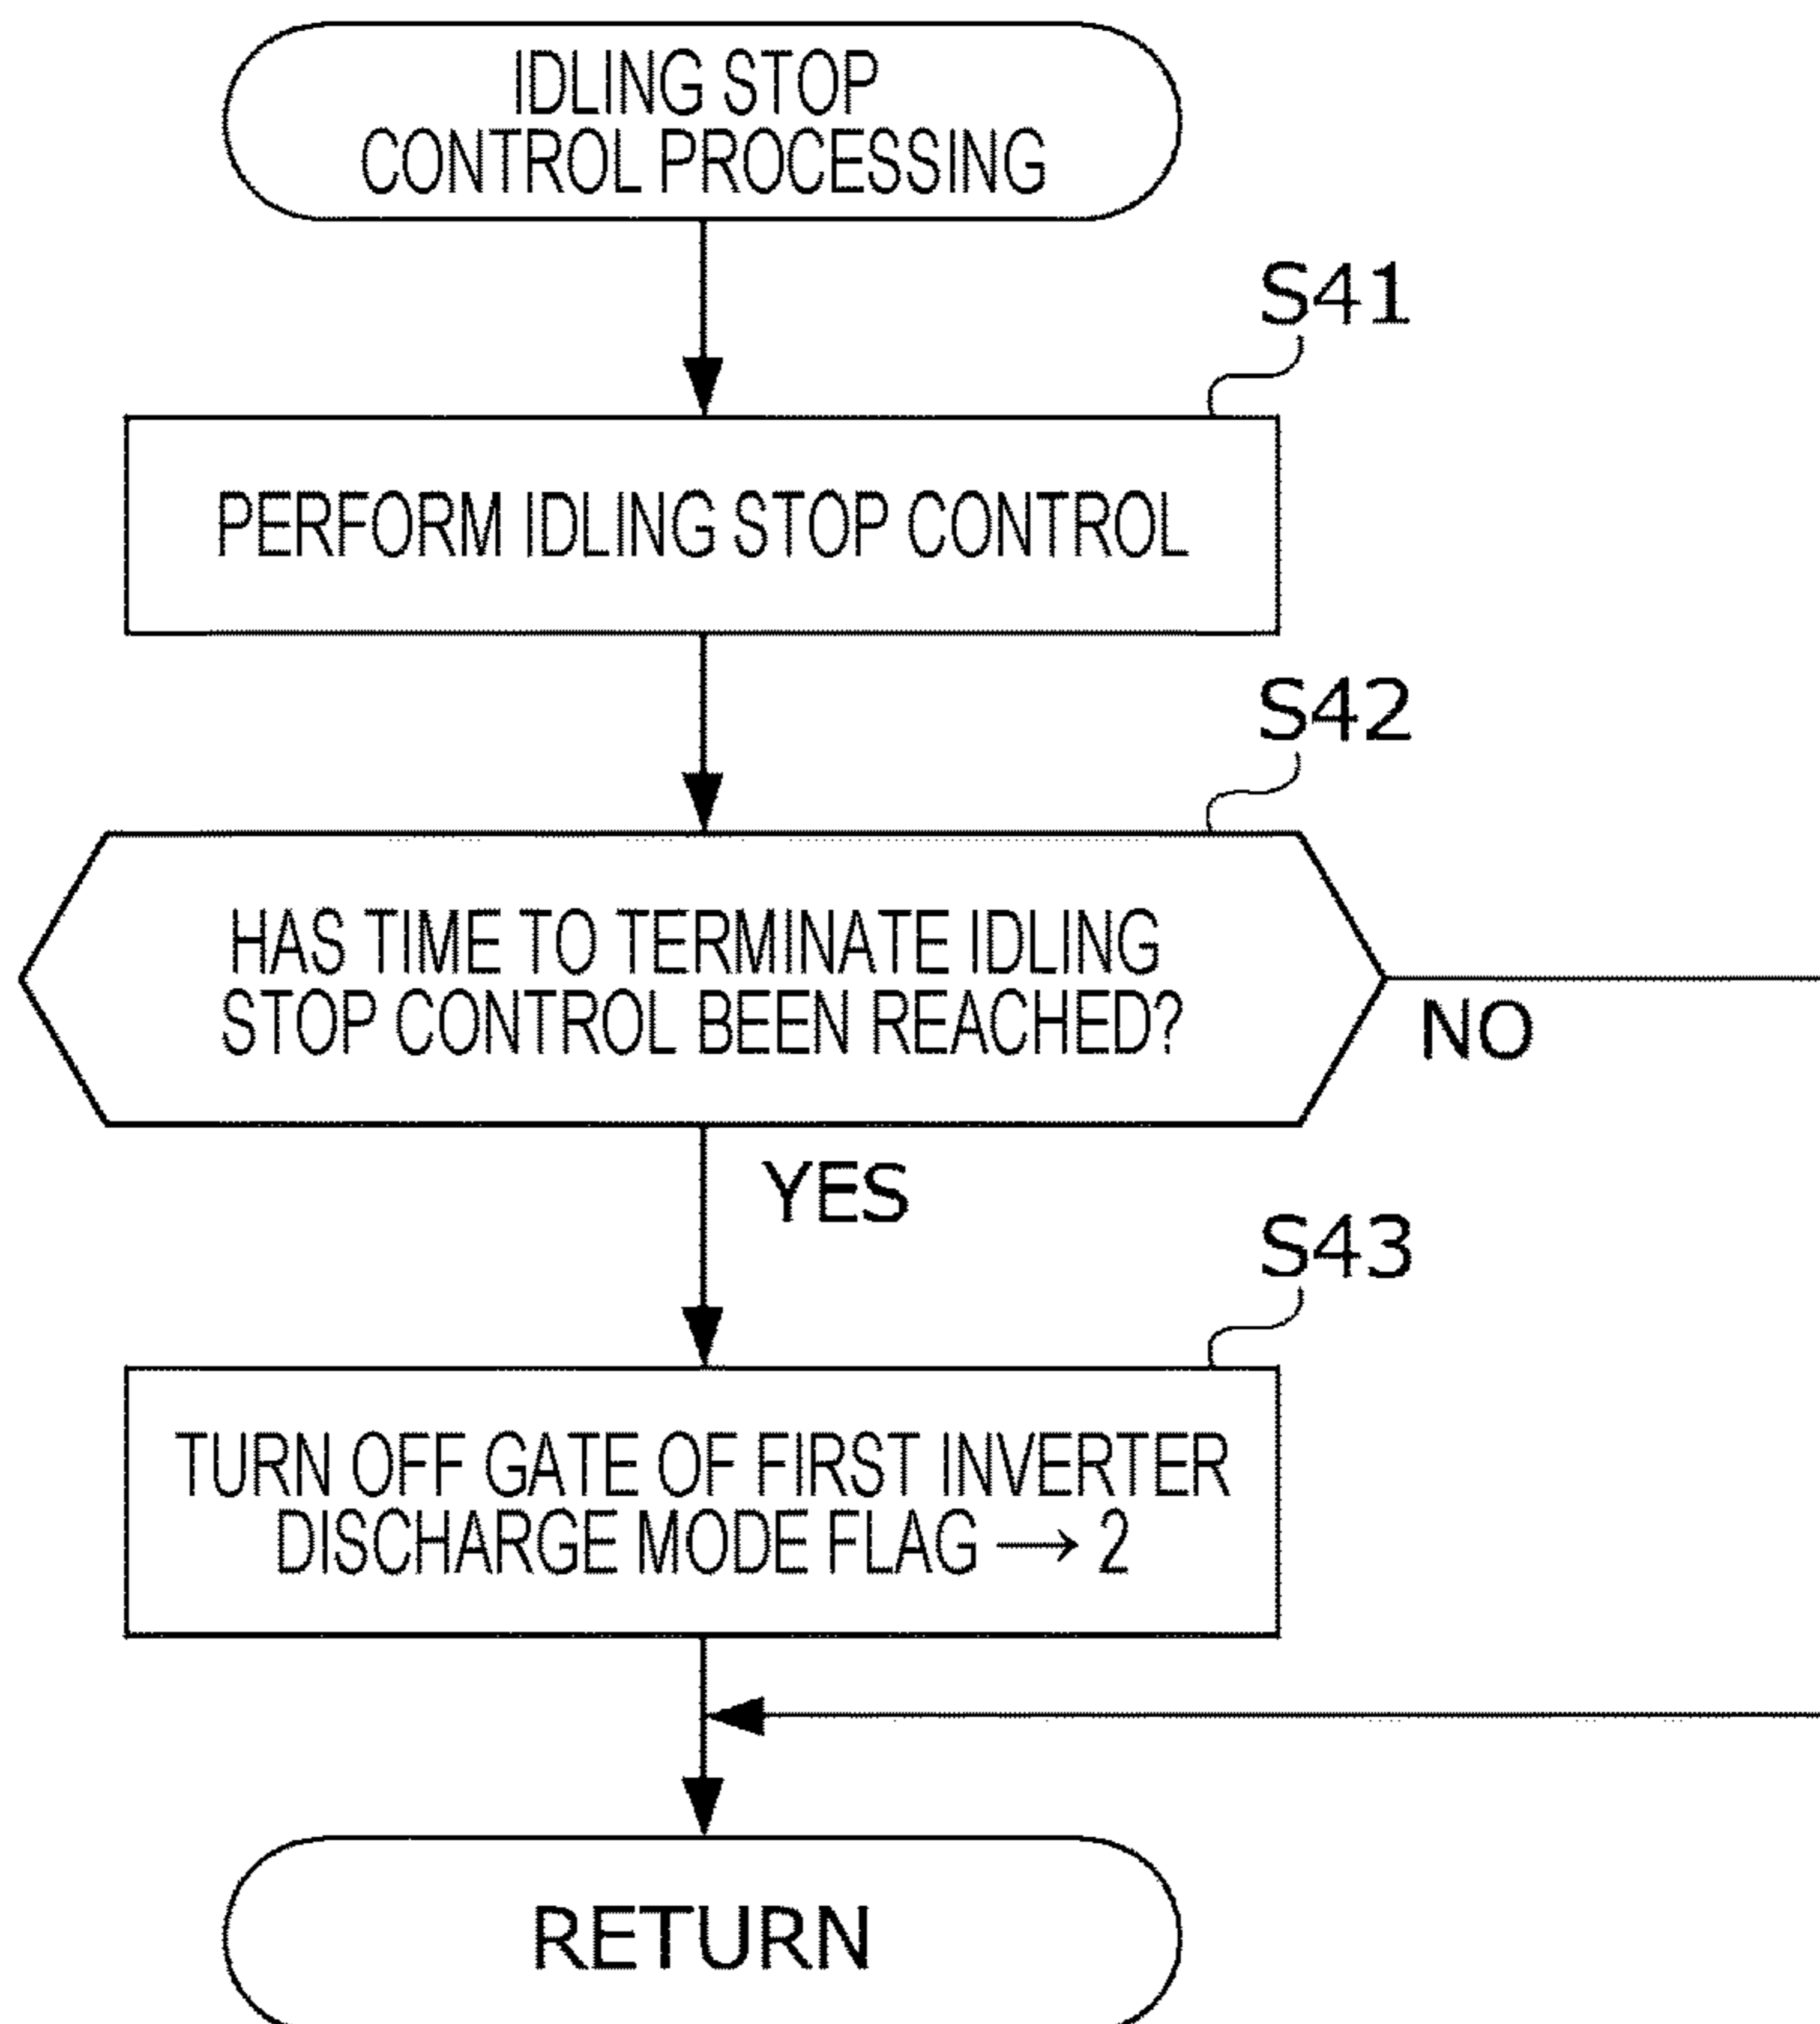 IDLING STOP
CONTROL PROCESSING
S41
PERFORM IDLING STOP CONTROL
S42
HAS TIME TO TERMINATE IDLING
STOP CONTROL BEEN REACHED?
NO
YES
S43
TURN OFF GATE OF FIRST INVERTER
DISCHARGE MODE FLAG → 2
RETURN